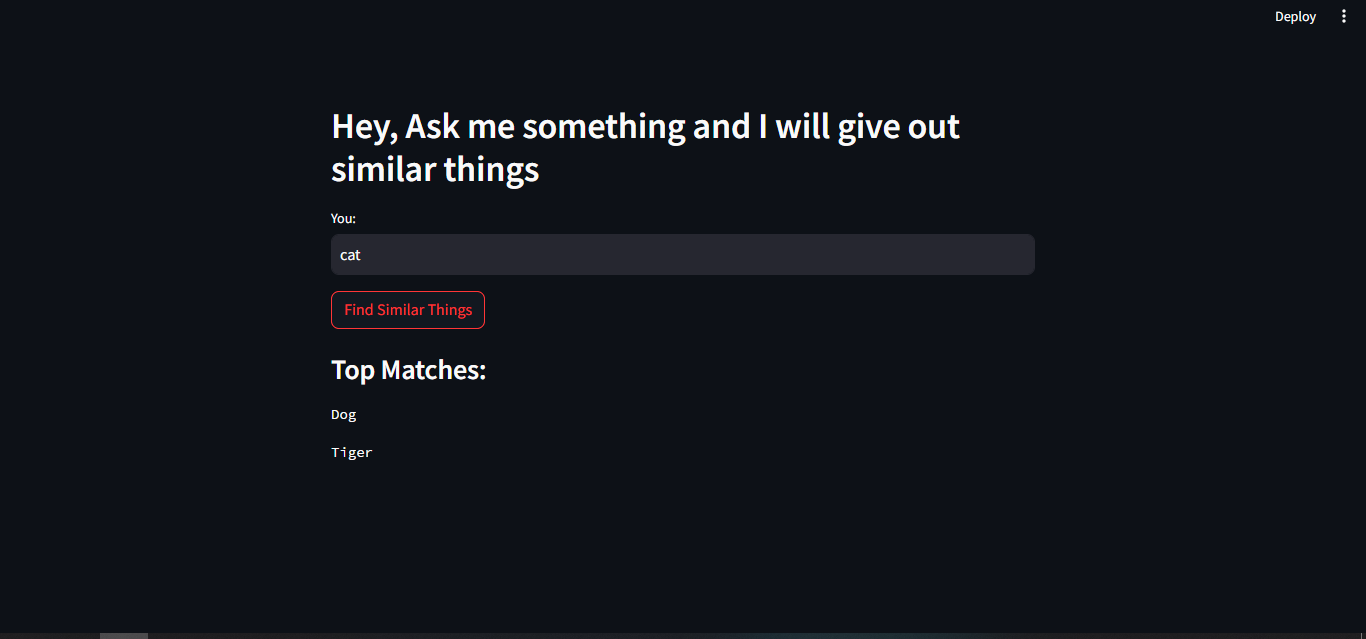 Deploy
Hey, Ask me something and I will give out
similar things
You:
cat
Find Similar Things
Top Matches:
Dog
Tiger